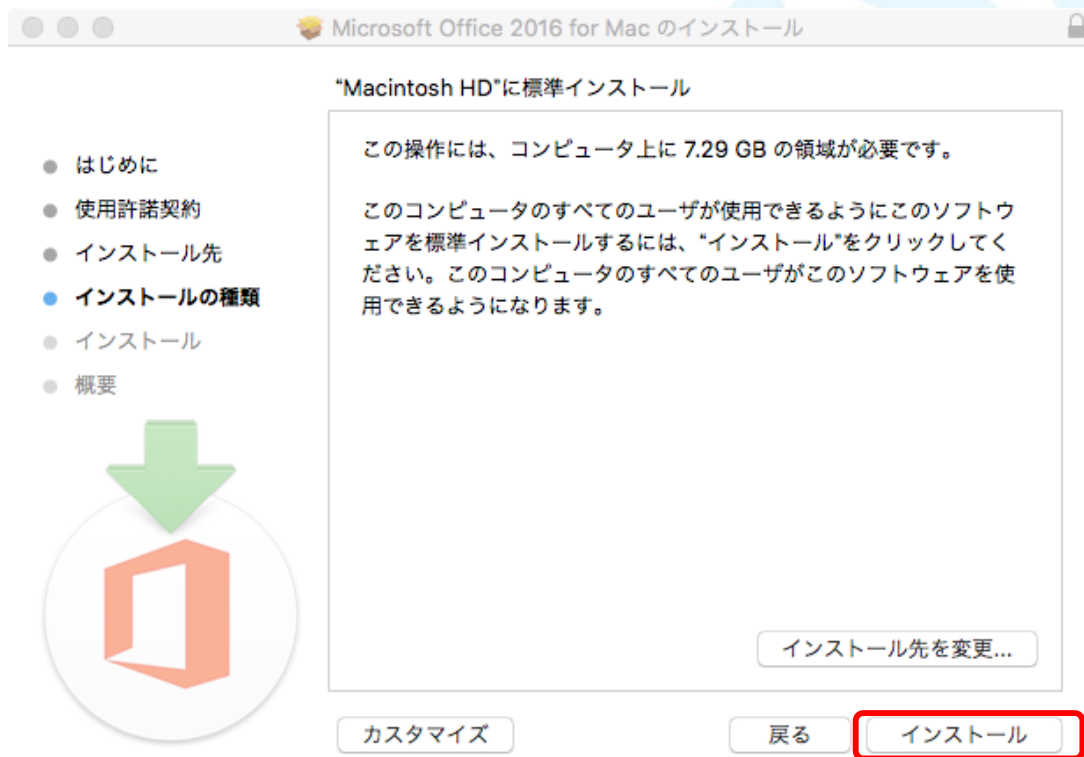 Microsoft Office 2016 for Mac のインストール
"Macintosh HD"に標準インストール
はじめに
使用許諾契約
インストール先
インストールの種類
インストール
概要
この操作には、コンピュータ上に 7.29 GB の領域が必要です。
このコンピュータのすべてのユーザが使用できるようにこのソフトウ
ェアを標準インストールするには、“インストール”をクリックしてく
ださい。このコンピュータのすべてのユーザがこのソフトウェアを使
用できるようになります。
インストール先を変更...
カスタマイズ
戻る
インストール